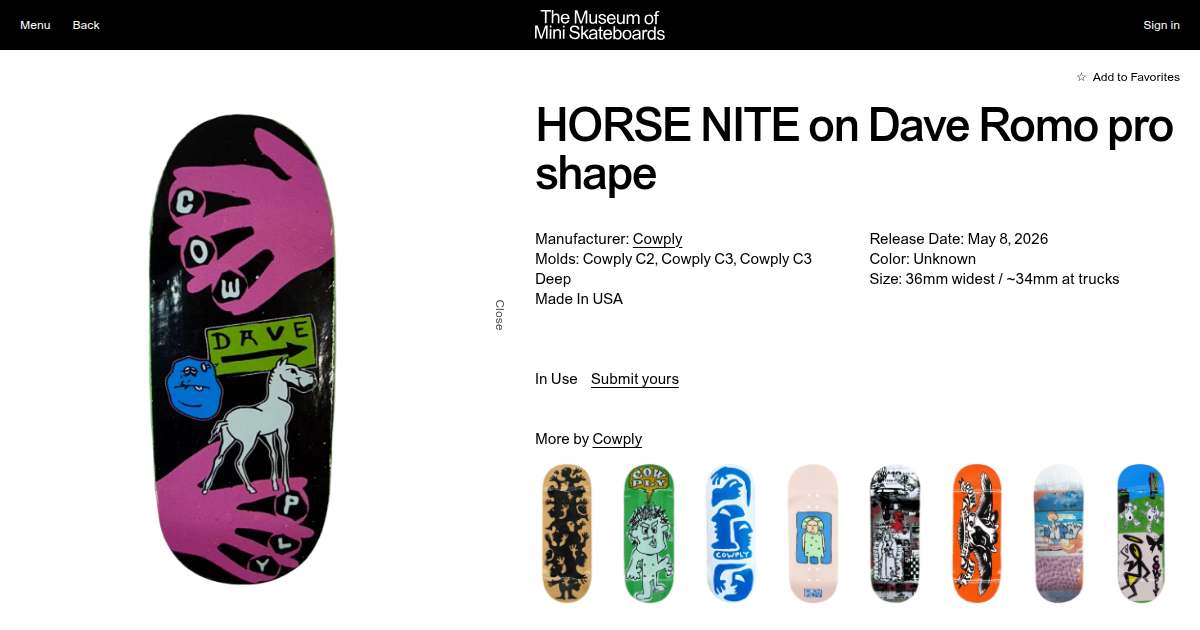 Menu
Back
The Museum of
Mini Skateboards
Sign in
☆ Add to Favorites
HORSE NITE on Dave Romo pro
shape
Manufacturer: Cowply
Molds: Cowply C2, Cowply C3, Cowply C3
Deep
Made In USA
Release Date: May 8, 2026
Color: Unknown
Size: 36mm widest / ~34mm at trucks
Close
In Use
Submit yours
More by Cowply
C
O
W
DAVE
P
L
Y
COW
PLY
COWPLY